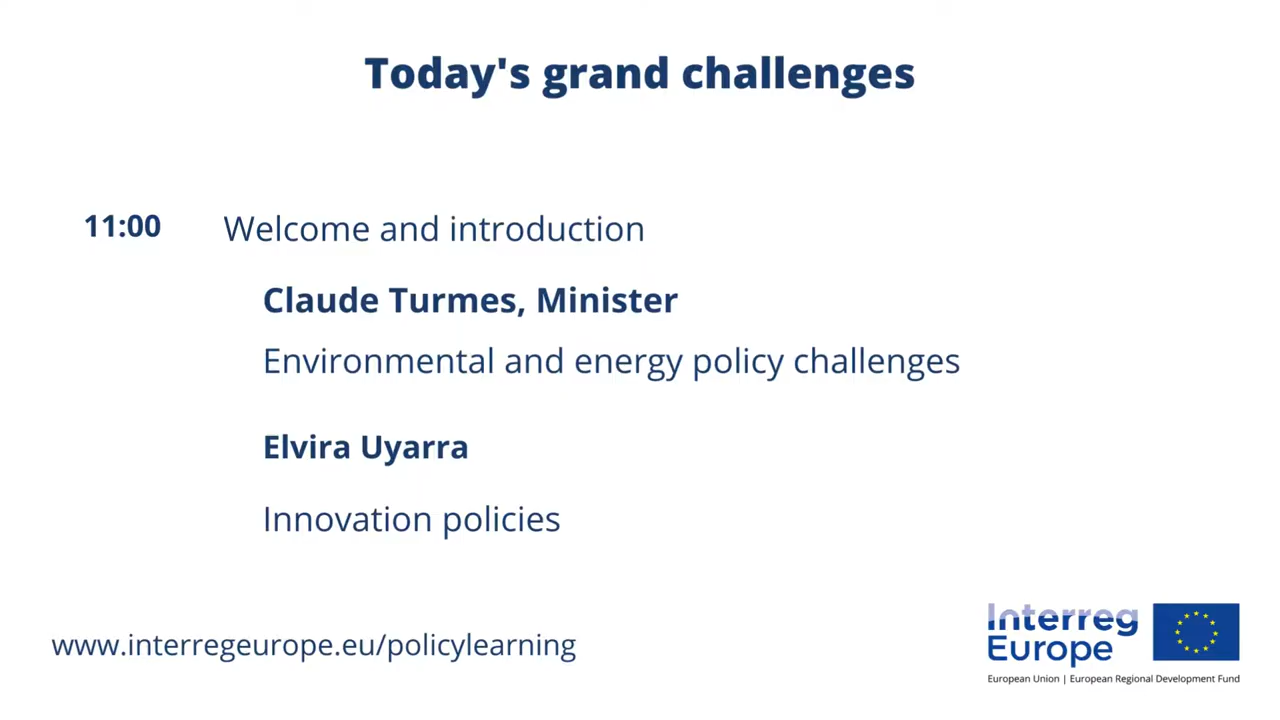 Today's grand challenges
11:00 Welcome and introduction
Claude Turmes, Minister
Environmental and energy policy challenges
Elvira Uyarra
Innovation policies
www.interregeurope.eu/policylearning
Interreg
Europe
European Union | European Regional Development Fund